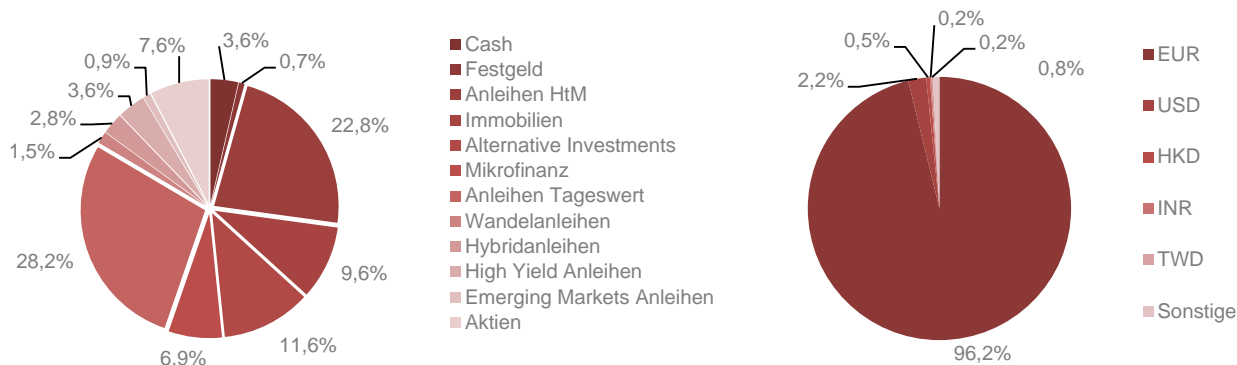 7,6%
3,6%
0,9%
0,7%
3,6%
2,8%
22,8%
1,5%
28,2%
9,6%
11,6%
6,9%
Cash
Festgeld
Anleihen HtM
Immobilien
Alternative Investments
Mikrofinanz
Anleihen Tageswert
Wandelanleihen
Hybridanleihen
High Yield Anleihen
Emerging Markets Anleihen
Aktien
0,2%
0,5%
0,2%
0,8%
2,2%
96,2%
EUR
USD
HKD
INR
TWD
Sonstige